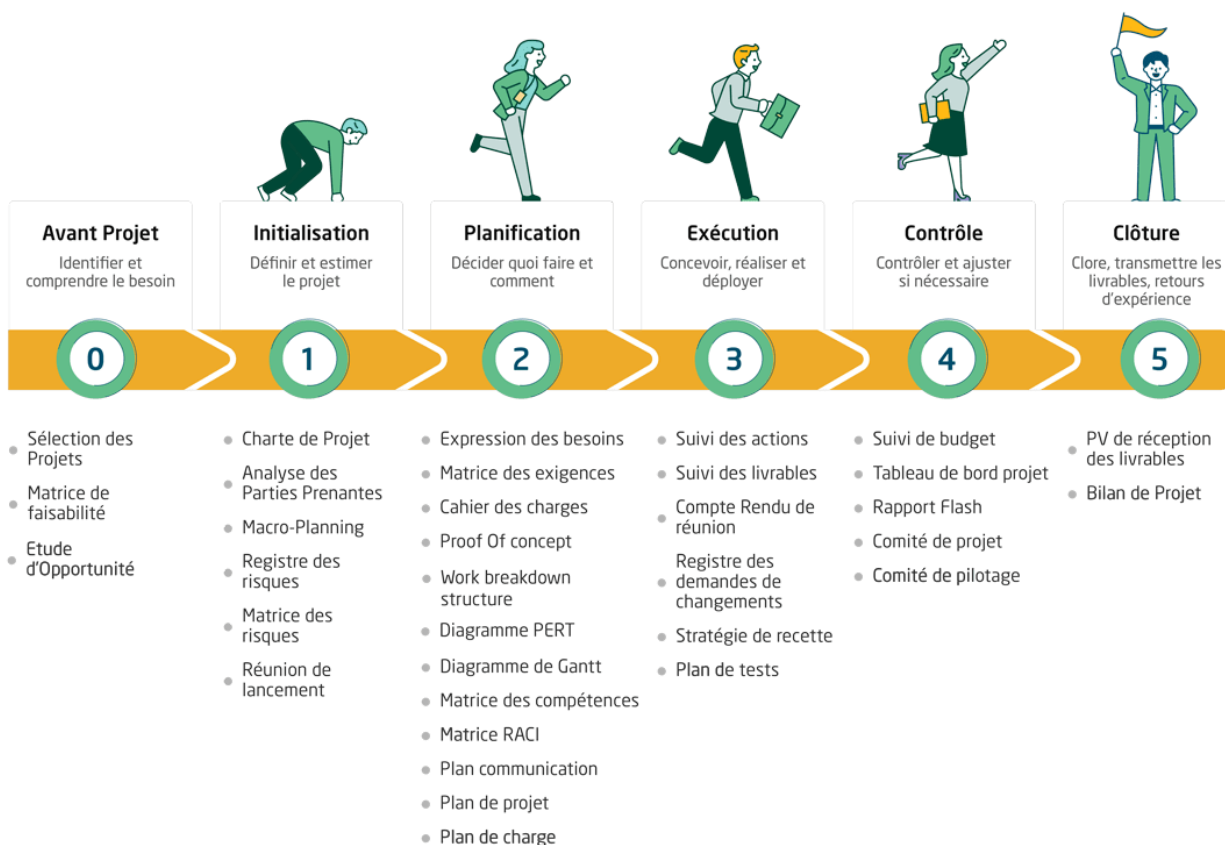 Avant Projet
Identifier et
comprendre le besoin
Initialisation
Définir et estimer
le projet
Planification
Décider quoi faire et
comment
Exécution
Concevoir, réaliser et
déployer
Contrôle
Contrôler et ajuster
si nécessaire
Clôture
Clore, transmettre les
livrables, retours
d'expérience
0
1
2
3
4
5
Sélection des
Projets
Matrice de
faisabilité
Etude
d'Opportunité
Charte de Projet
Analyse des
Parties Prenantes
Macro-Planning
Registre des
risques
Matrice des
risques
Réunion de
lancement
Expression des besoins
Matrice des exigences
Cahier des charges
Proof Of concept
Work breakdown
structure
Diagramme PERT
Diagramme de Gantt
Matrice des compétences
Matrice RACI
Plan communication
Plan de projet
Plan de charge
Suivi des actions
Suivi des livrables
Compte Rendu de
réunion
Registre des
demandes de
changements
Stratégie de recette
Plan de tests
Suivi de budget
Tableau de bord projet
Rapport Flash
Comité de projet
Comité de pilotage
PV de réception
des livrables
Bilan de Projet